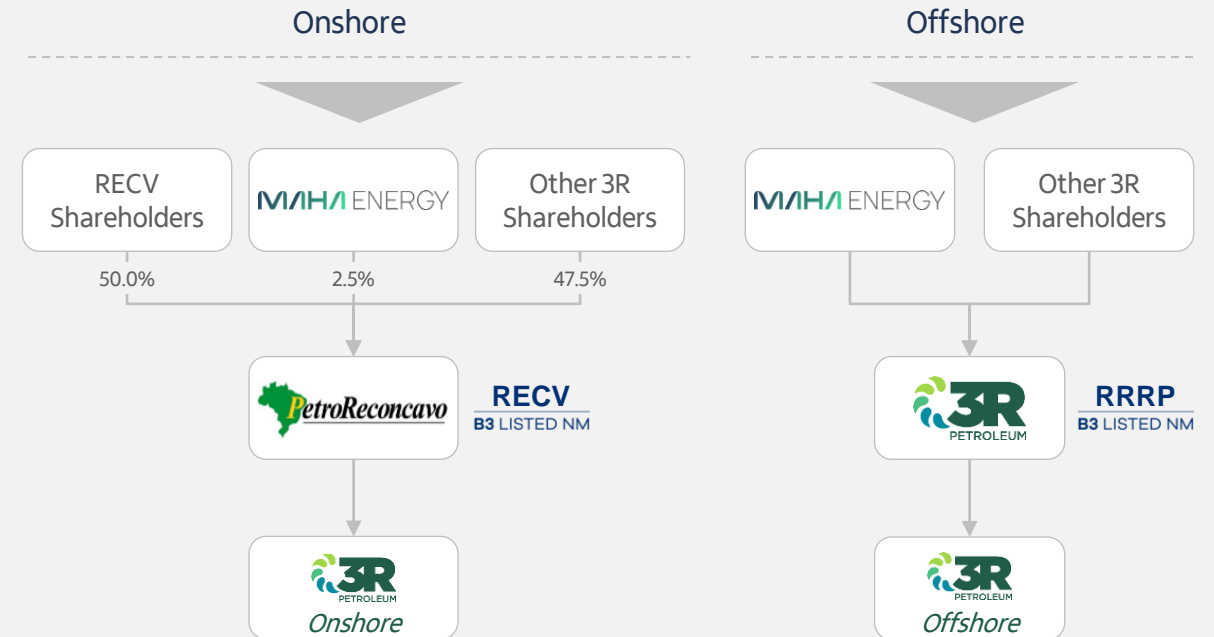 Onshore
Offshore
RECV
Shareholders
MAHA ENERGY
Other 3R
Shareholders
MAHA ENERGY
Other 3R
Shareholders
50.0%
2.5%
47.5%
PetroReconcavo
RECV
B3 LISTED NM
3R
PETROLEUM
RRRP
B3 LISTED NM
3R
PETROLEUM
Onshore
3R
PETROLEUM
Offshore